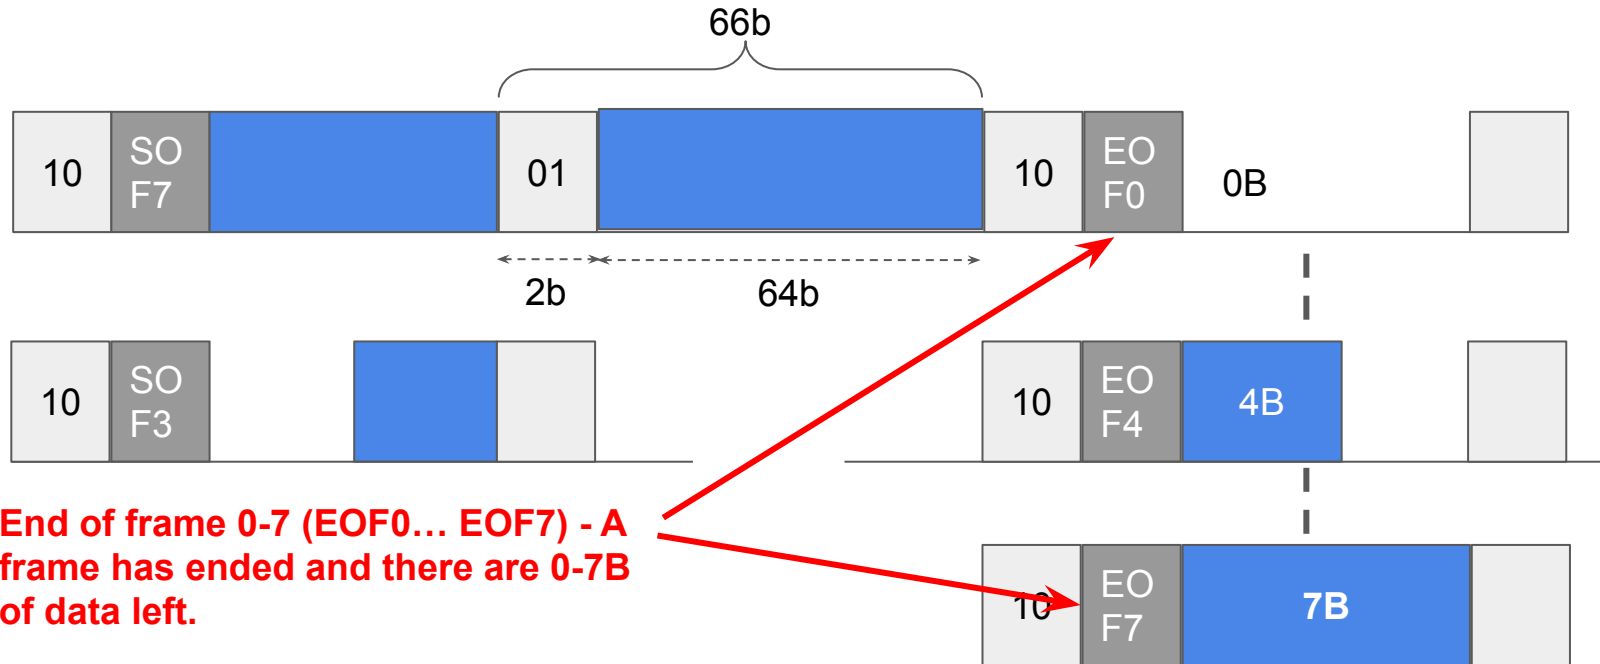 66b
10
SO
F7
01
10
EO
F0
0B
2b
64b
10
SO
F3
10
EO
F4
4B
End of frame 0-7 (EOF0... EOF7) - A
frame has ended and there are 0-7B
of data left.
10
EO
F7
7B